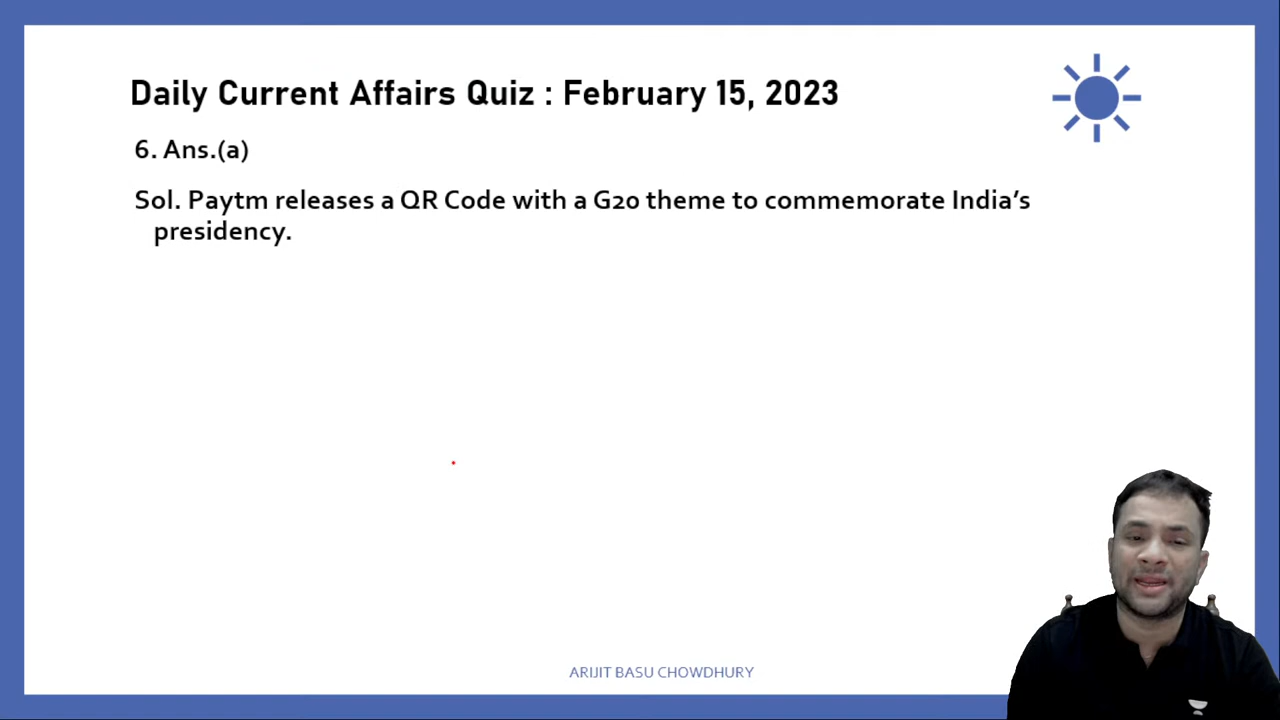 Daily Current Affairs Quiz : February 15, 2023
6. Ans.(a)
Sol. Paytm releases a QR Code with a G20 theme to commemorate India’s
presidency.
ARIJIT BASU CHOWDHURY